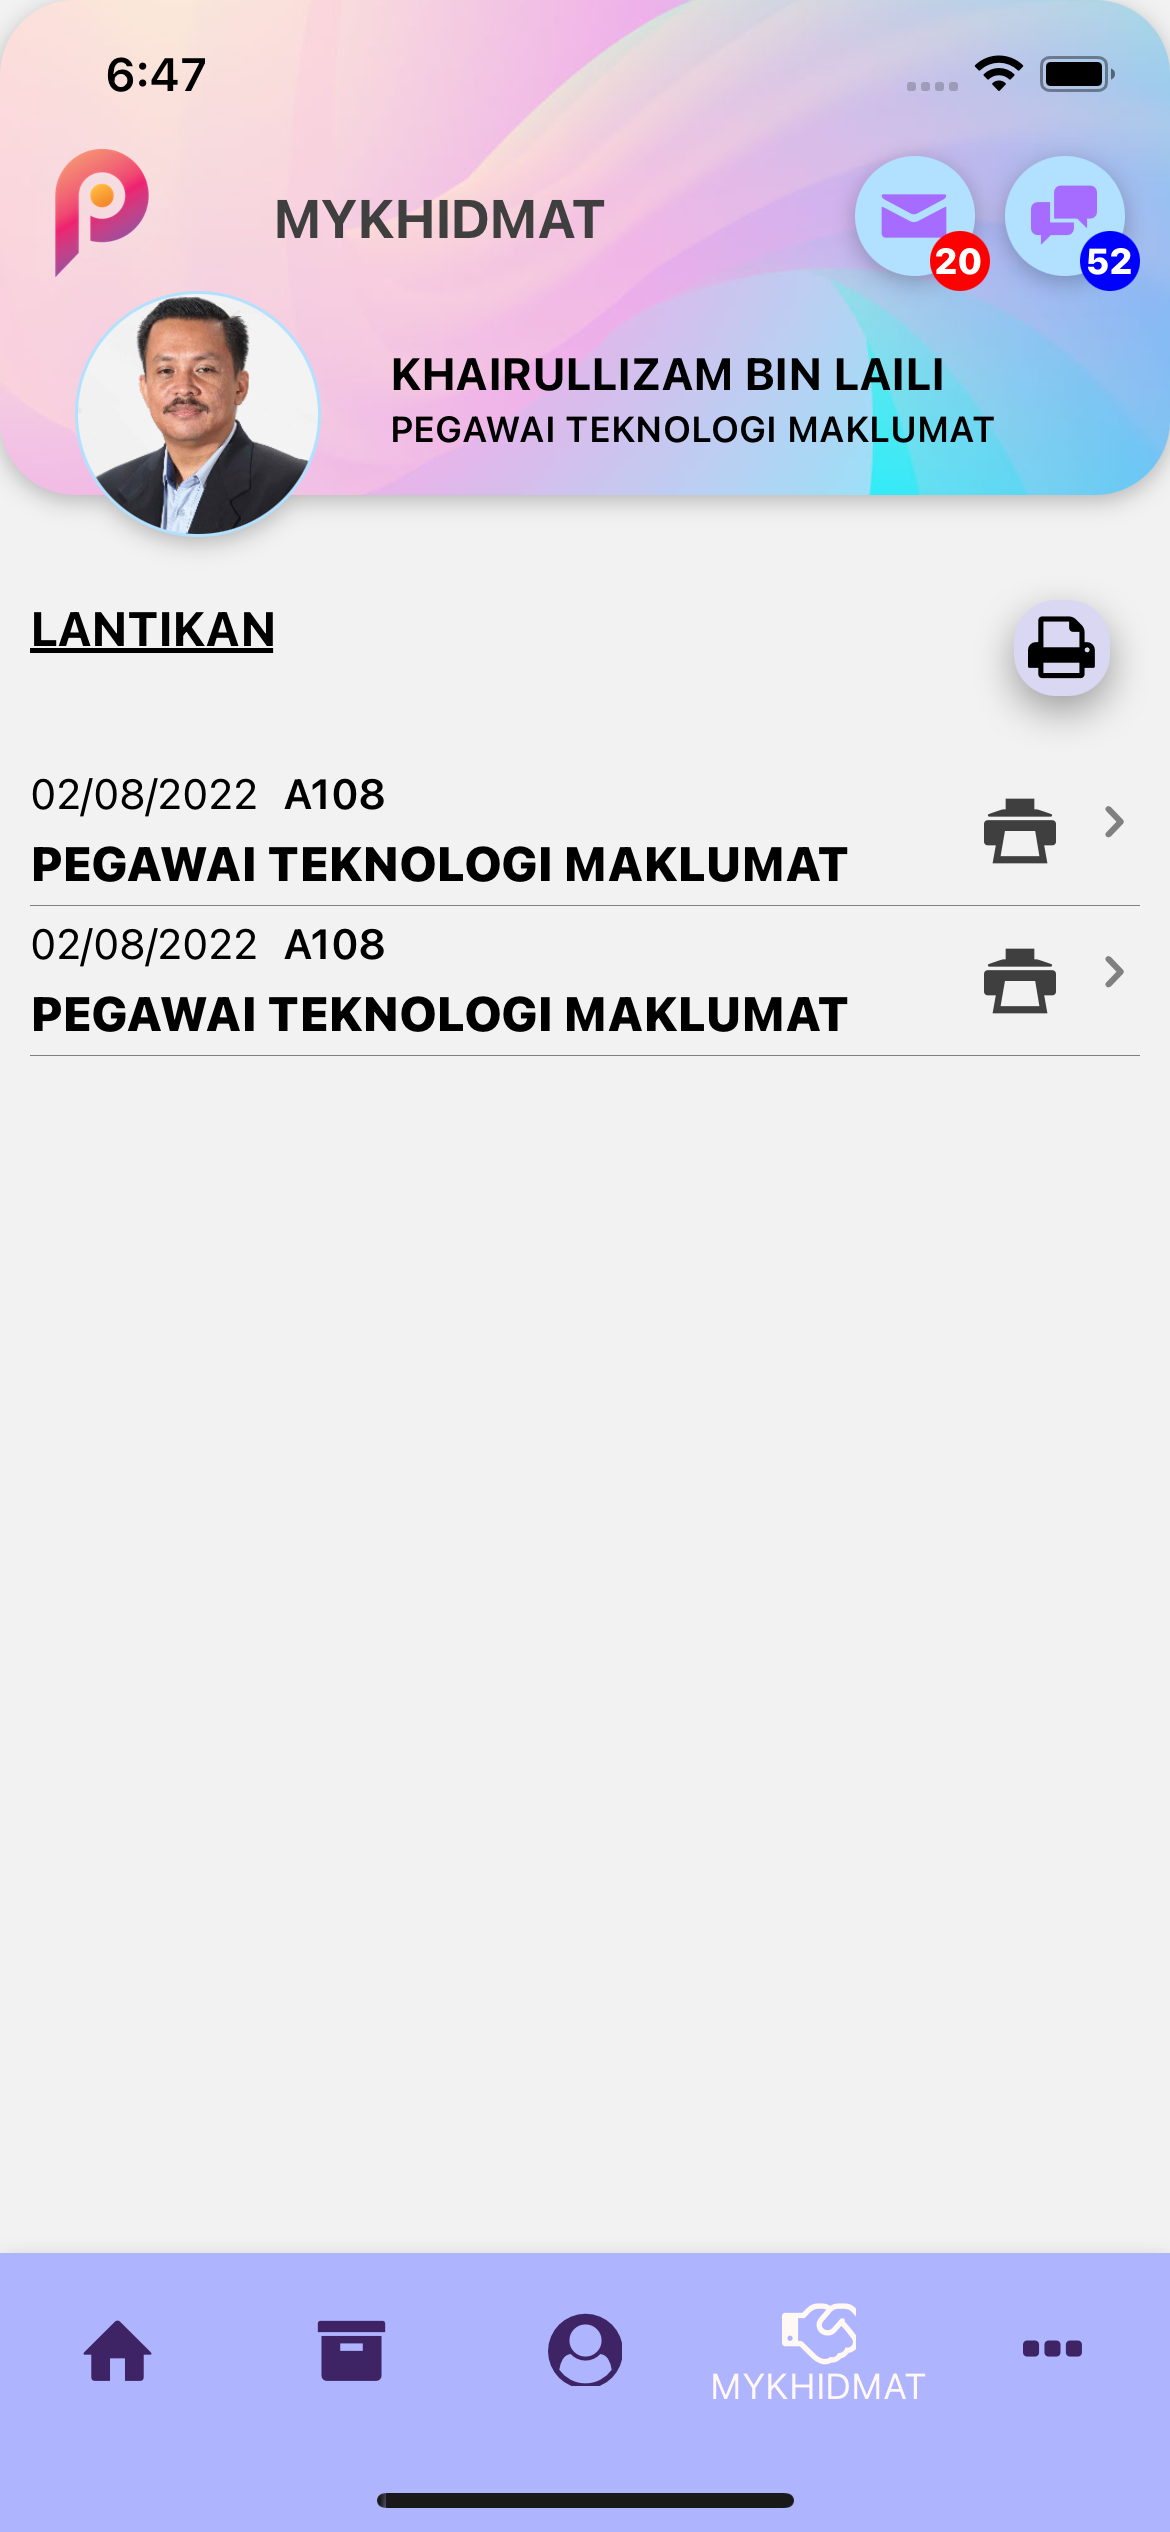 6:47
MYKHIDMAT
20
52
KHAIRULLIZAM BIN LAILI
PEGAWAI TEKNOLOGI MAKLUMAT
LANTIKAN
02/08/2022 A108
PEGAWAI TEKNOLOGI MAKLUMAT
02/08/2022 A108
PEGAWAI TEKNOLOGI MAKLUMAT
MYKHIDMAT